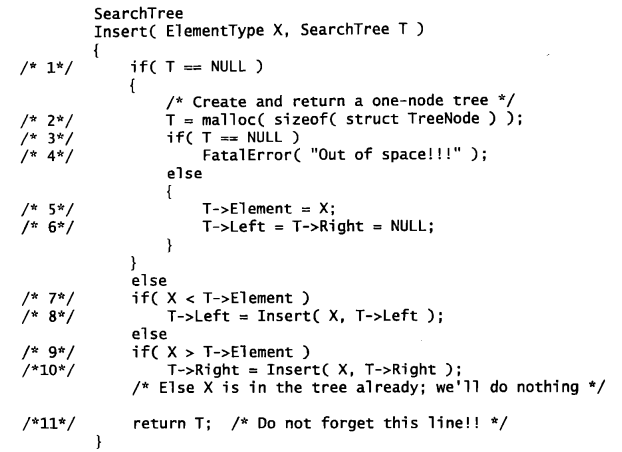 SearchTree
Insert( ElementType X, SearchTree T )
{
/* 1*/ if( T == NULL )
{
/* Create and return a one-node tree */
/* 2*/ T = malloc( sizeof( struct TreeNode ) );
/* 3*/ if( T == NULL )
/* 4*/ FatalError( "Out of space!!!" );
else
{
/* 5*/ T->Element = X;
/* 6*/ T->Left = T->Right = NULL;
}
}
else
/* 7*/ if( X < T->Element )
/* 8*/ T->Left = Insert( X, T->Left );
else
/* 9*/ if( X > T->Element )
/*10*/ T->Right = Insert( X, T->Right );
/* Else X is in the tree already; we'll do nothing */
/*11*/ return T; /* Do not forget this line!! */
}